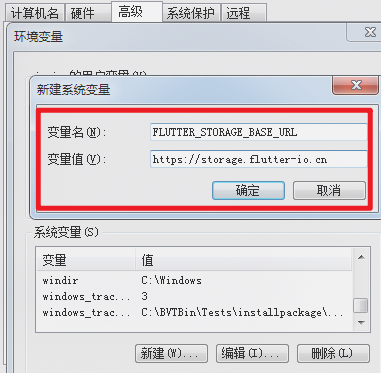 计算机名 硬件 高级 系统保护 远程
环境变量
的用户变量(U)
新建系统变量
变量名(N): FLUTTER_STORAGE_BASE_URL
变量值(V): https://storage.flutter-io.cn
确定 取消
系统变量(S)
变量 值
windir C:\Windows
windows_trac... 3
windows_trac... C:\BVTBin\Tests\installpackage\...
新建(W)... 编辑(I)... 删除(L)